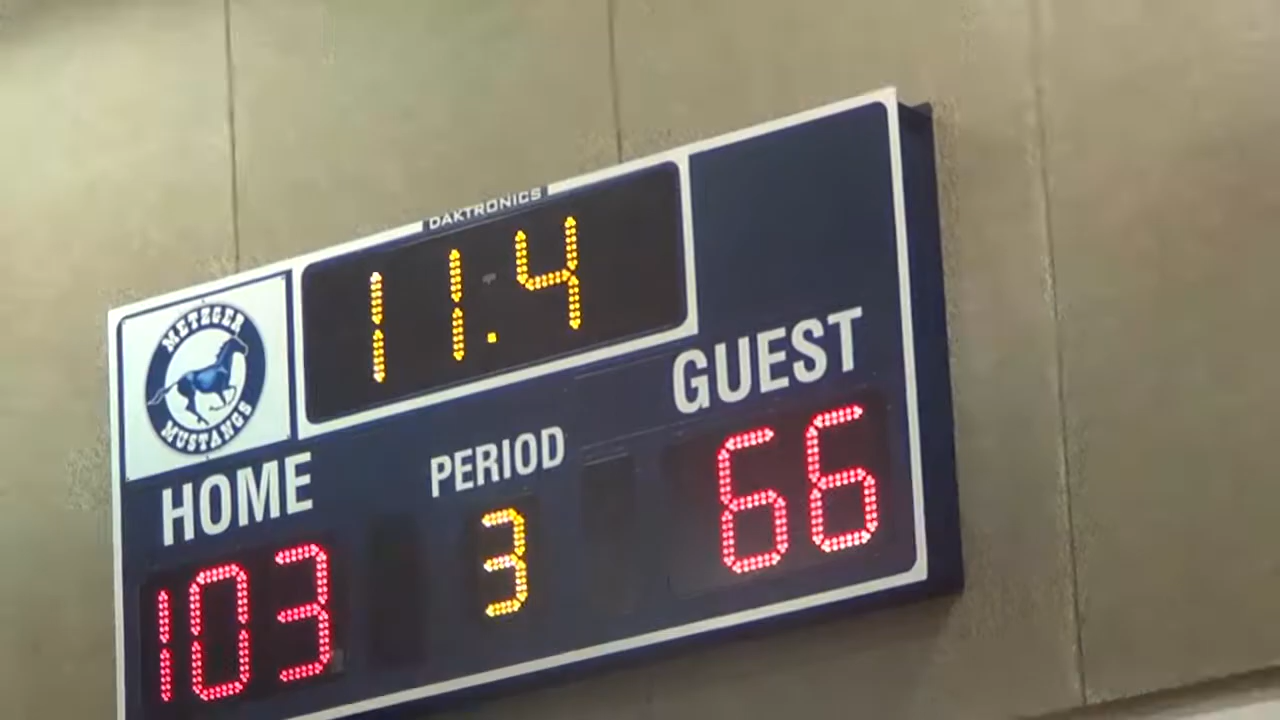 DAKTRONICS
11.4
METZGER
MUSTANGS
HOME PERIOD GUEST
103 3 66